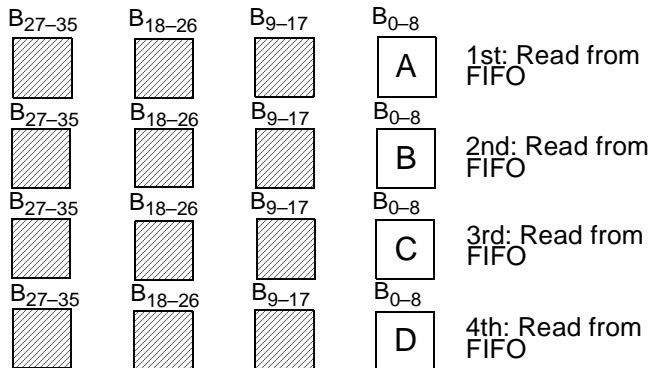 B27–35 B18–26 B9–17 B0–8
A 1st: Read from
FIFO
B27–35 B18–26 B9–17 B0–8
B 2nd: Read from
FIFO
B27–35 B18–26 B9–17 B0–8
C 3rd: Read from
FIFO
B27–35 B18–26 B9–17 B0–8
D 4th: Read from
FIFO